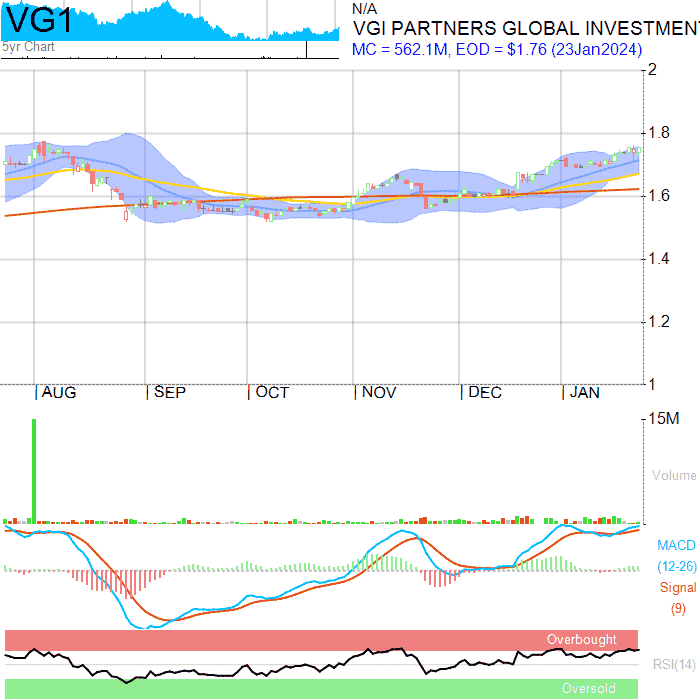 VG1
5yr Chart
N/A
VGI PARTNERS GLOBAL INVESTMENT
MC = 562.1M, EOD = $1.76 (23Jan2024)
2
1.8
1.6
1.4
1.2
1
AUG SEP OCT NOV DEC JAN
15M
Volume
MACD
(12-26)
Signal
(9)
Overbought
RSI(14)
Oversold